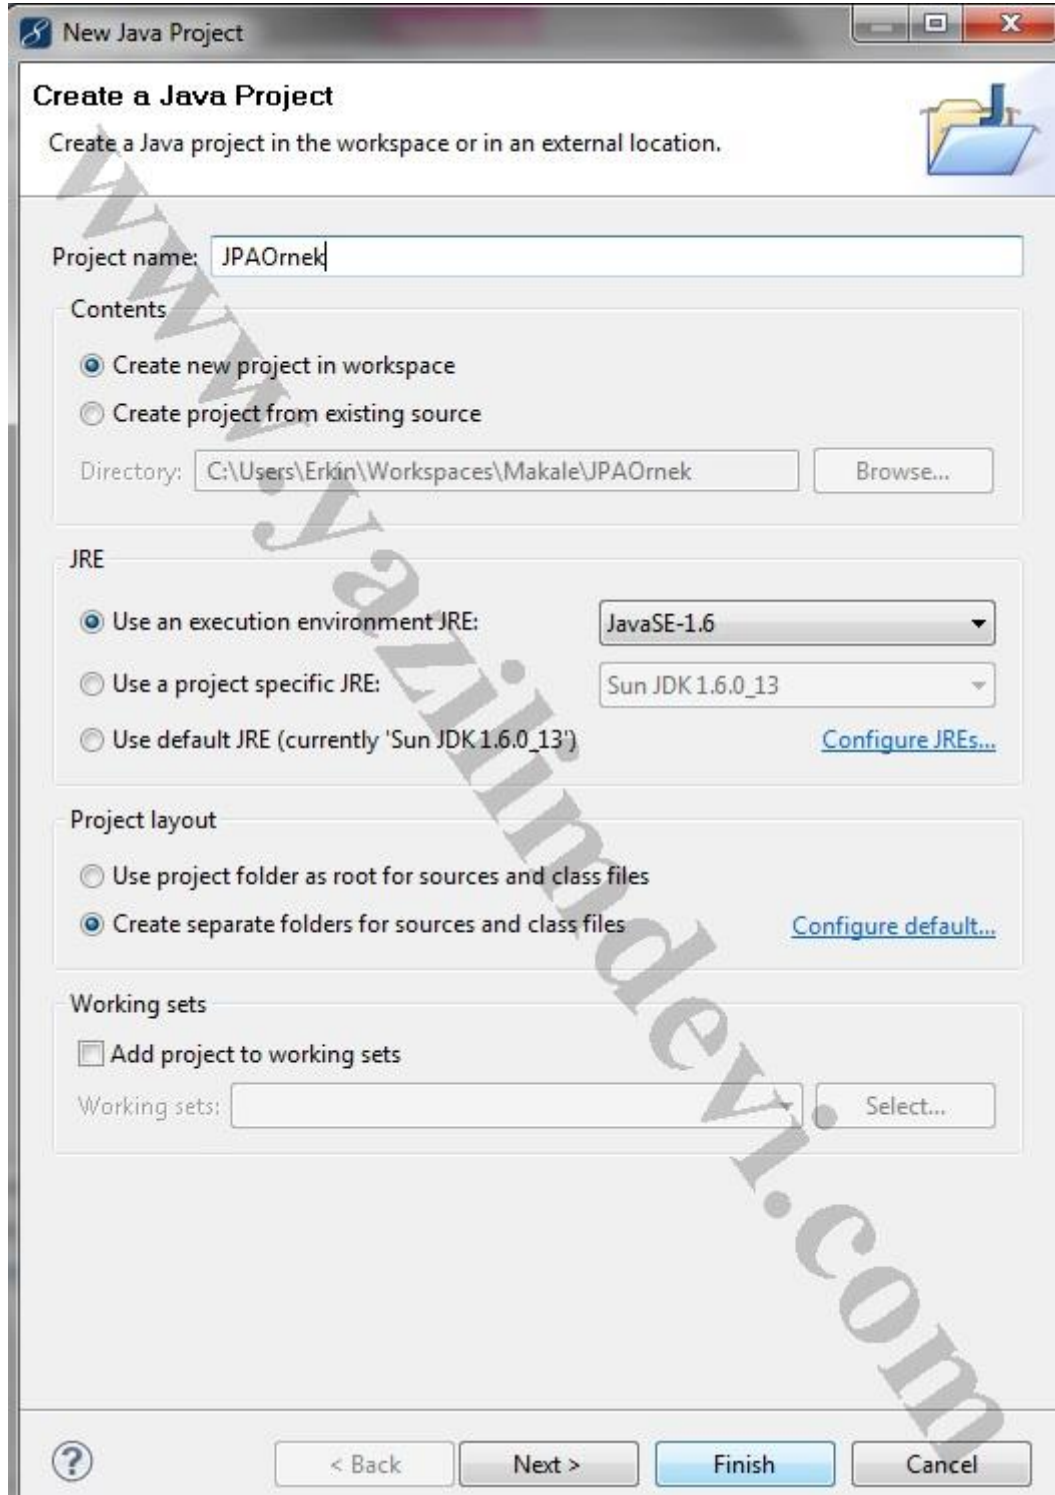 New Java Project
Create a Java Project
Create a Java project in the workspace or in an external location.
Project name: JPAOrnek
Contents
Create new project in workspace
Create project from existing source
Directory: C:\Users\Erkin\Workspaces\Makale\JPAOrnek Browse...
JRE
Use an execution environment JRE: JavaSE-1.6
Use a project specific JRE: Sun JDK 1.6.0_13
Use default JRE (currently 'Sun JDK 1.6.0_13') Configure JREs...
Project layout
Use project folder as root for sources and class files
Create separate folders for sources and class files Configure default...
Working sets
Add project to working sets
Working sets: Select...
< Back Next > Finish Cancel
www.yazilimdevi.com